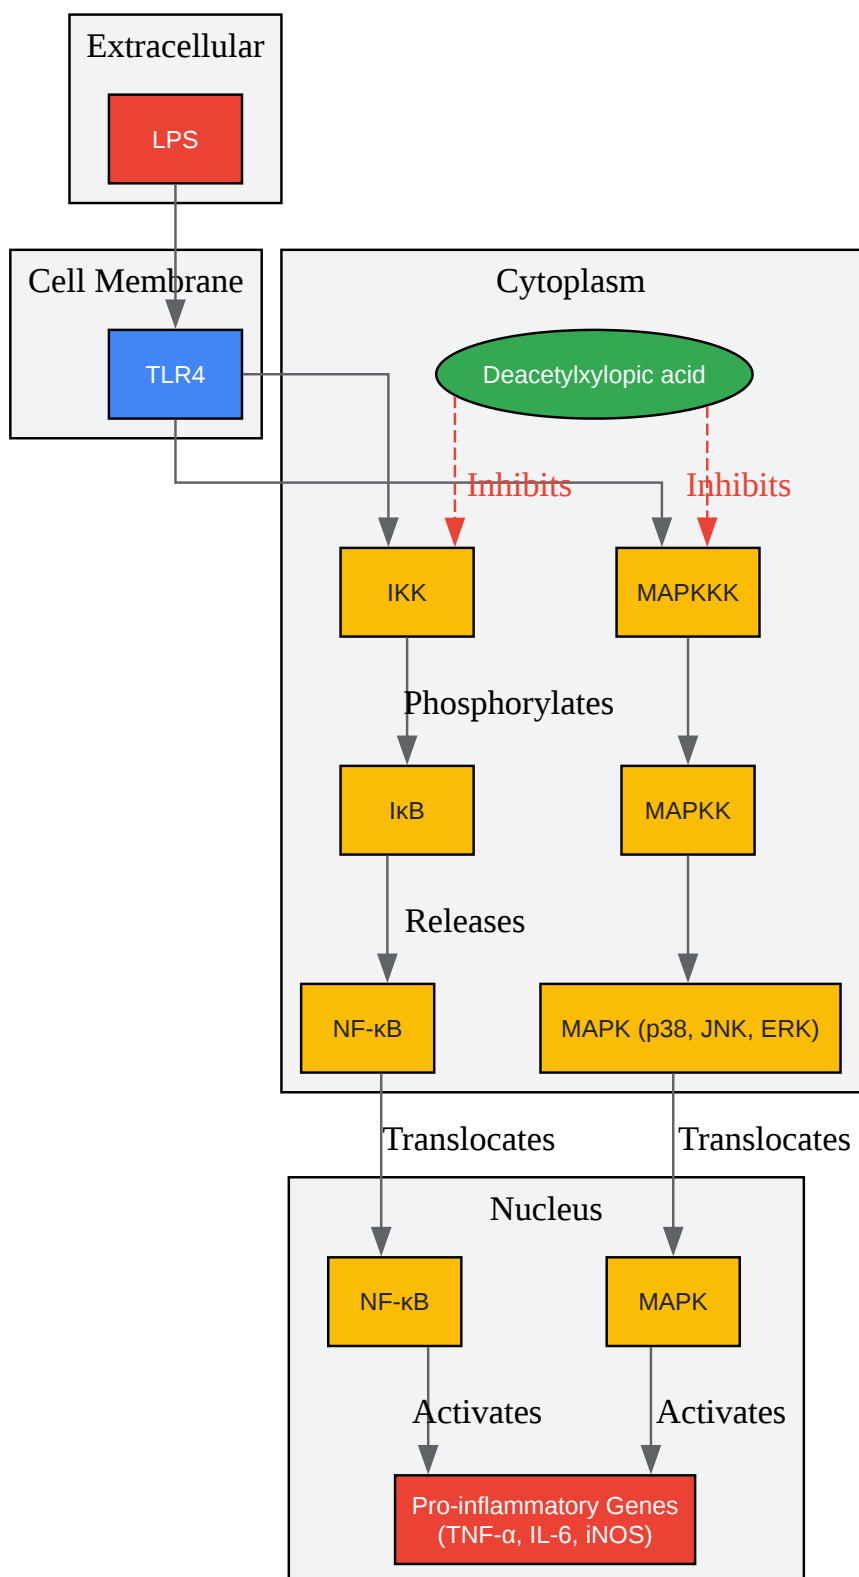 Extracellular
LPS
Cell Membrane
Cytoplasm
TLR4
Deacetylxylopic acid
Inhibits
Inhibits
IKK
MAPKKK
Phosphorylates
IκB
MAPKK
Releases
NF-κB
MAPK (p38, JNK, ERK)
Translocates
Translocates
Nucleus
NF-κB
MAPK
Activates
Activates
Pro-inflammatory Genes
(TNF-α, IL-6, iNOS)